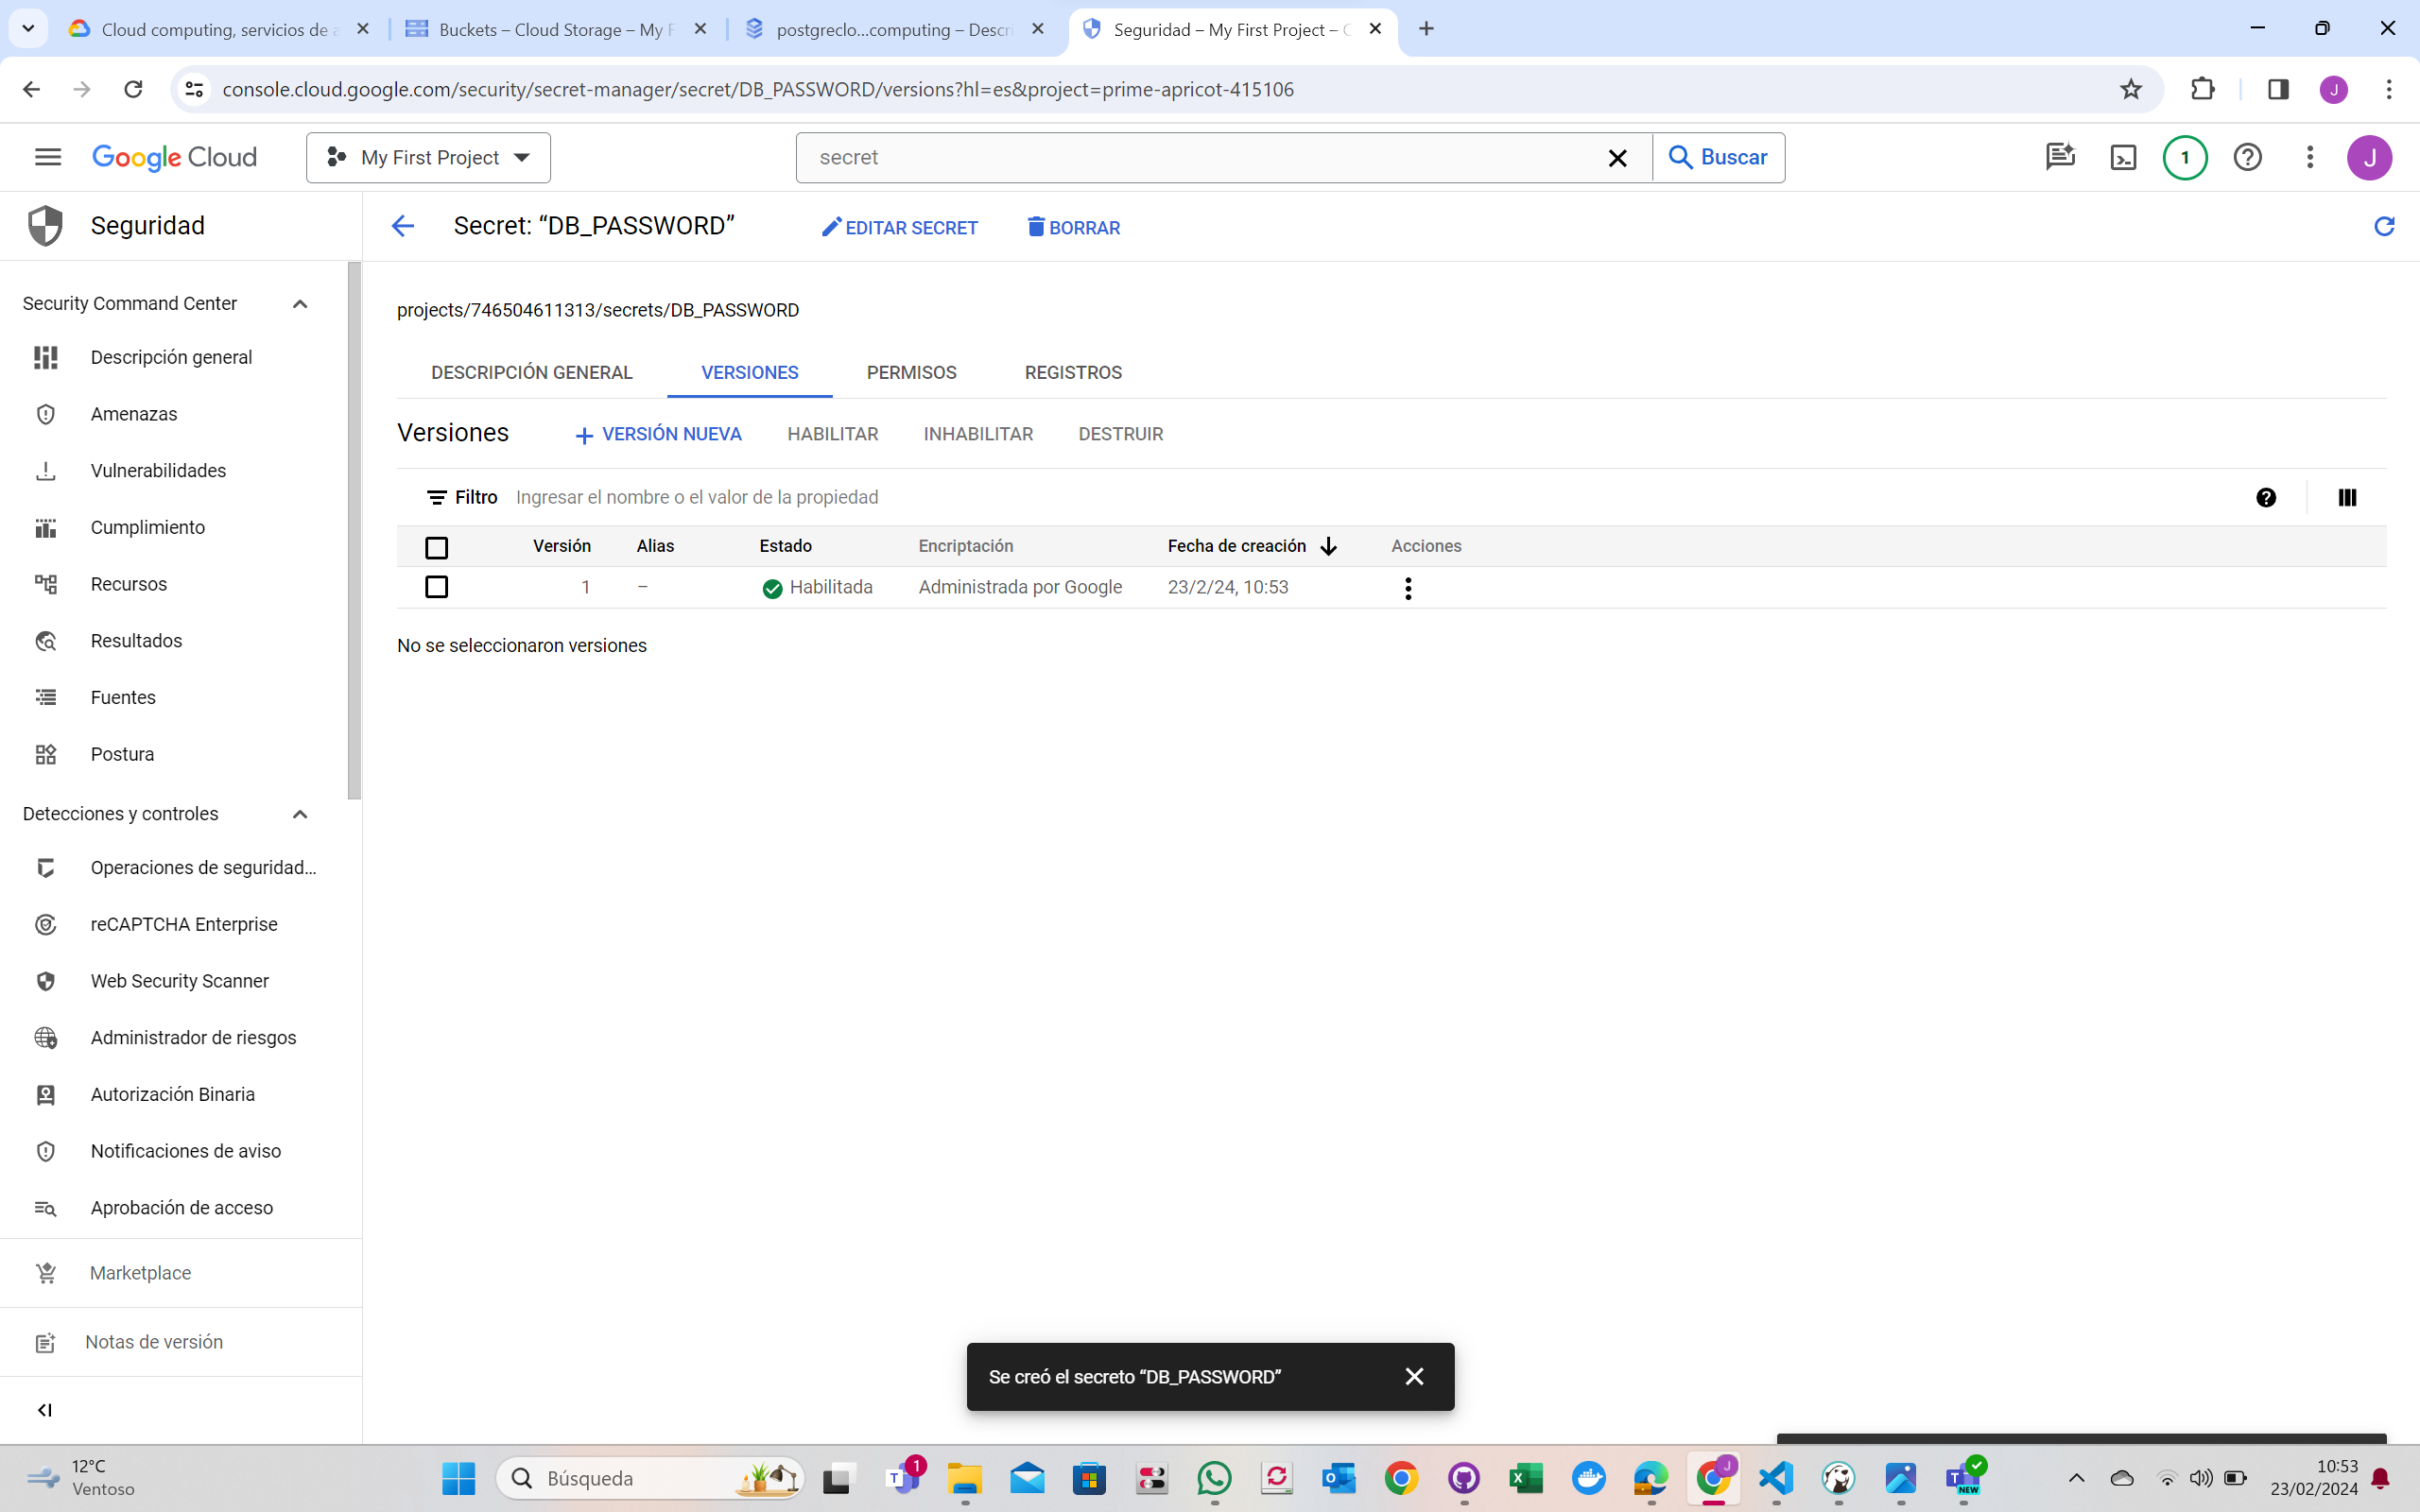 Cloud computing, servicios de a
Buckets – Cloud Storage – My F
postgreclo...computing – Descri
Seguridad – My First Project – C
console.cloud.google.com/security/secret-manager/secret/DB_PASSWORD/versions?hl=es&project=prime-apricot-415106
J
Google Cloud
My First Project
secret
Buscar
1
J
Seguridad
Secret: “DB_PASSWORD”
EDITAR SECRET
BORRAR
Security Command Center
Descripción general
Amenazas
Vulnerabilidades
Cumplimiento
Recursos
Resultados
Fuentes
Postura
Detecciones y controles
Operaciones de seguridad...
reCAPTCHA Enterprise
Web Security Scanner
Administrador de riesgos
Autorización Binaria
Notificaciones de aviso
Aprobación de acceso
Marketplace
Notas de versión
projects/746504611313/secrets/DB_PASSWORD
DESCRIPCIÓN GENERAL VERSIONES PERMISOS REGISTROS
Versiones VERSIÓN NUEVA HABILITAR INHABILITAR DESTRUIR
Filtro Ingresar el nombre o el valor de la propiedad
Versión Alias Estado Encriptación Fecha de creación Acciones
1 – Habilitada Administrada por Google 23/2/24, 10:53
No se seleccionaron versiones
Se creó el secreto “DB_PASSWORD”
12°C
Ventoso
Búsqueda
1
J
NEW
10:53
23/02/2024